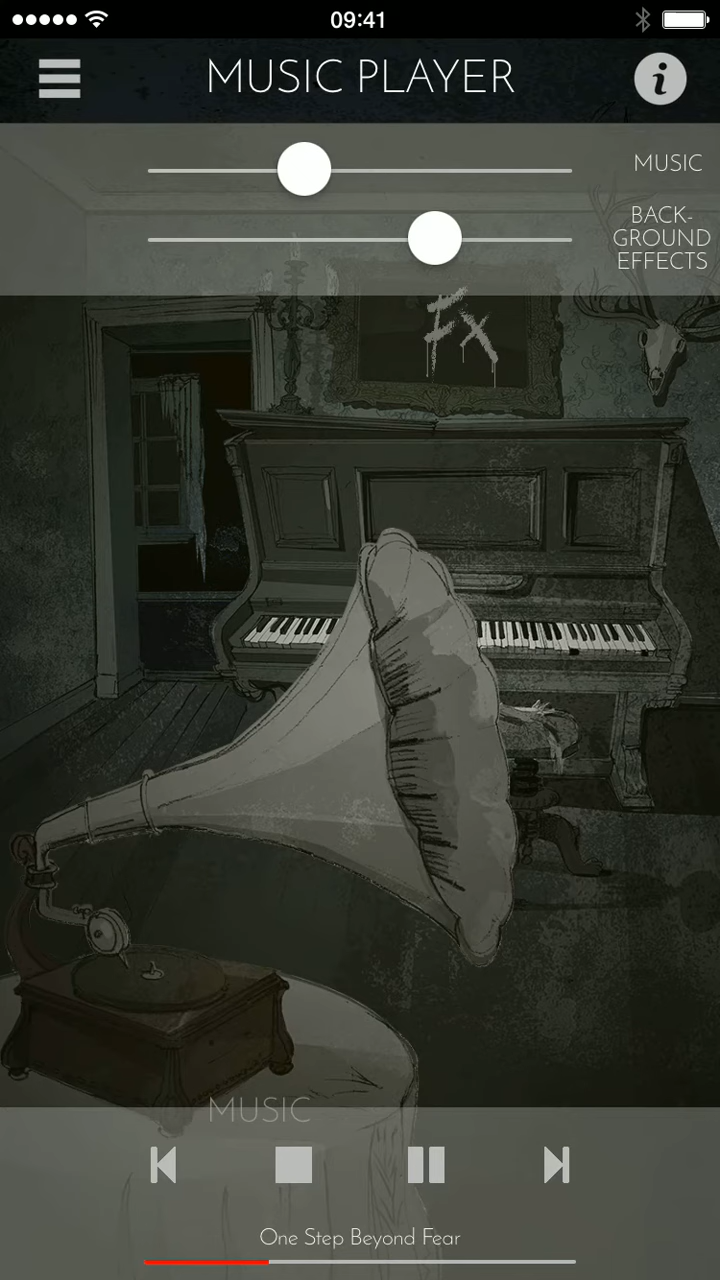 09:41
MUSIC PLAYER
i
MUSIC
BACK-
GROUND
EFFECTS
Fx
MUSIC
One Step Beyond Fear